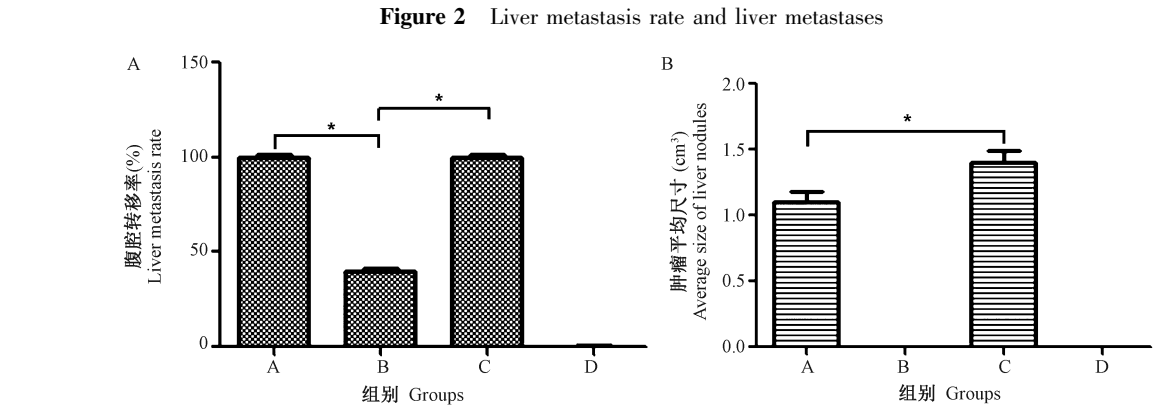 Figure 2 Liver metastasis rate and liver metastases
A
150
100
50
0
腹腔转移率(%)
Liver metastasis rate
*
*
A B C D
组别 Groups
B
2.0
1.5
1.0
0.5
0.0
肿瘤平均尺寸 (cm³)
Average size of liver nodules
*
A B C D
组别 Groups